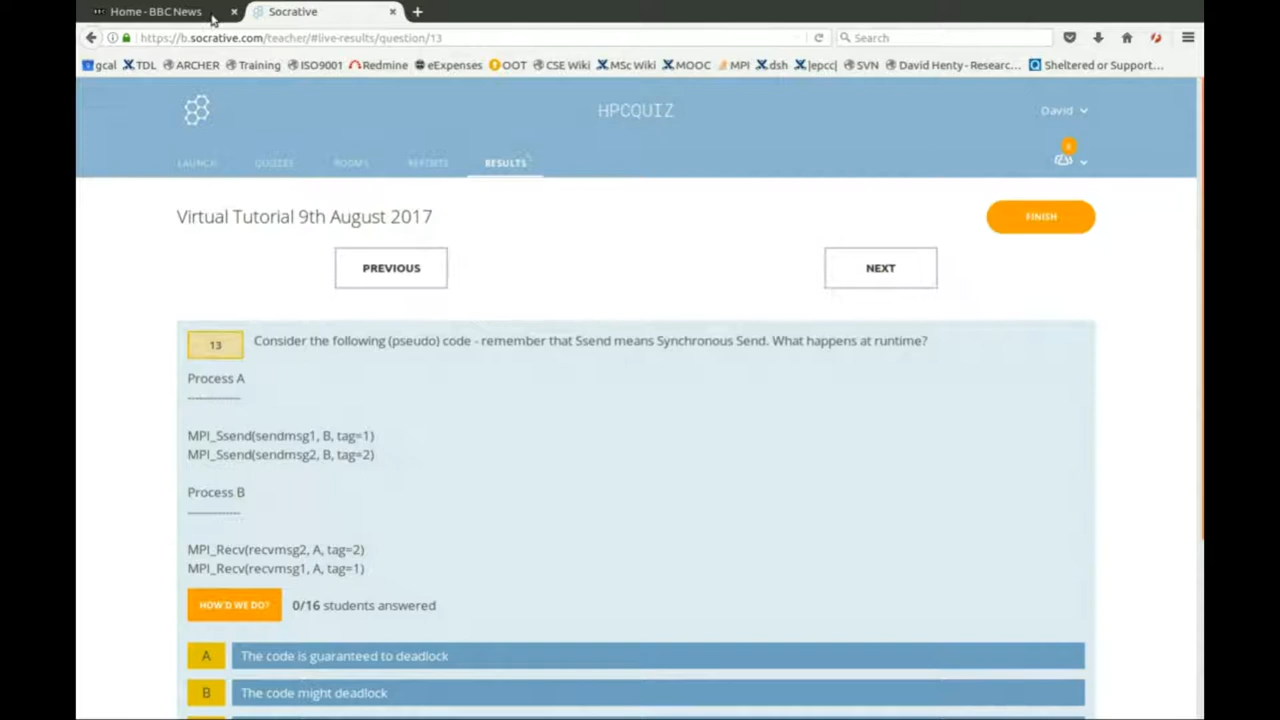 Home - BBC News
Socrative
https://b.socrative.com/teacher/#live-results/question/13
Search
gcal TDL ARCHER Training ISO9001 Redmine eExpenses OOT CSE Wiki MSc Wiki MOOC MPI dsh |epcc| SVN David Henty - Researc... Sheltered or Support...
HPCQUIZ
David
LAUNCH QUIZZES ROOMS REPORTS RESULTS
Virtual Tutorial 9th August 2017
FINISH
PREVIOUS
NEXT
13 Consider the following (pseudo) code - remember that Ssend means Synchronous Send. What happens at runtime?
Process A
-------------
MPI_Ssend(sendmsg1, B, tag=1)
MPI_Ssend(sendmsg2, B, tag=2)
Process B
-------------
MPI_Recv(recvmsg2, A, tag=2)
MPI_Recv(recvmsg1, A, tag=1)
HOW'D WE DO? 0/16 students answered
A The code is guaranteed to deadlock
B The code might deadlock